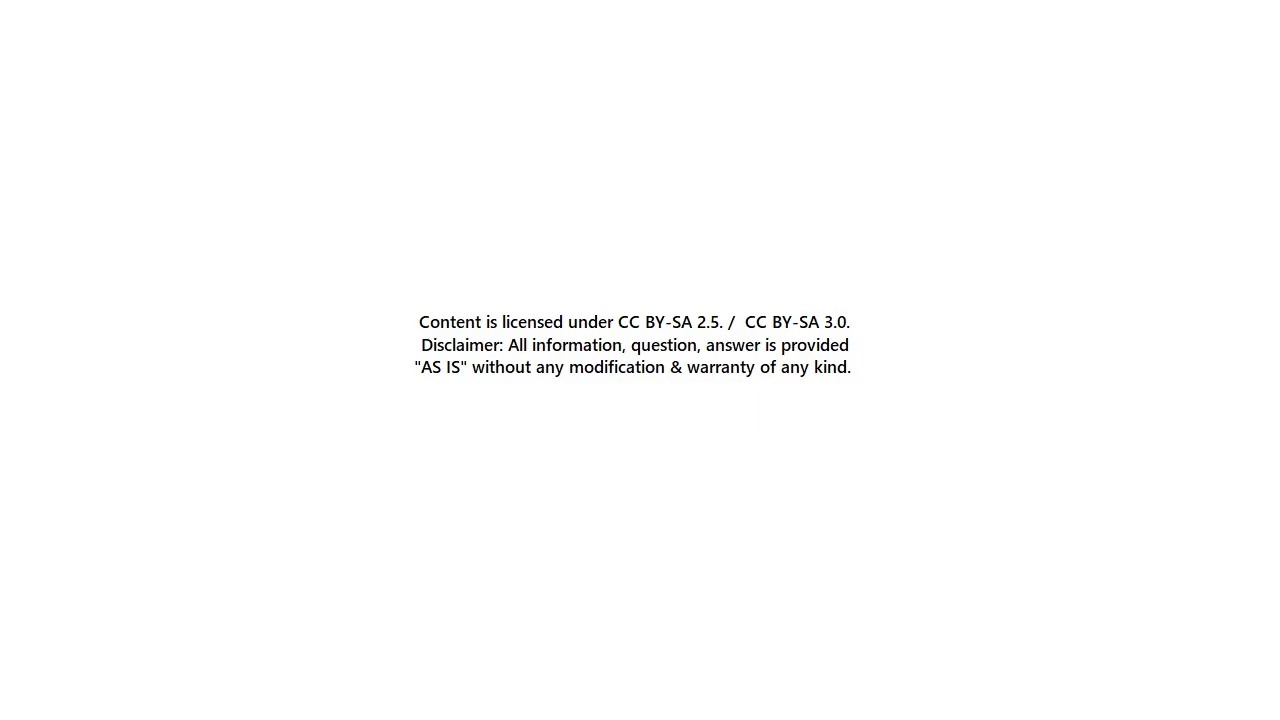 Content is licensed under CC BY-SA 2.5. /  CC BY-SA 3.0.
Disclaimer: All information, question, answer is provided
"AS IS" without any modification & warranty of any kind.